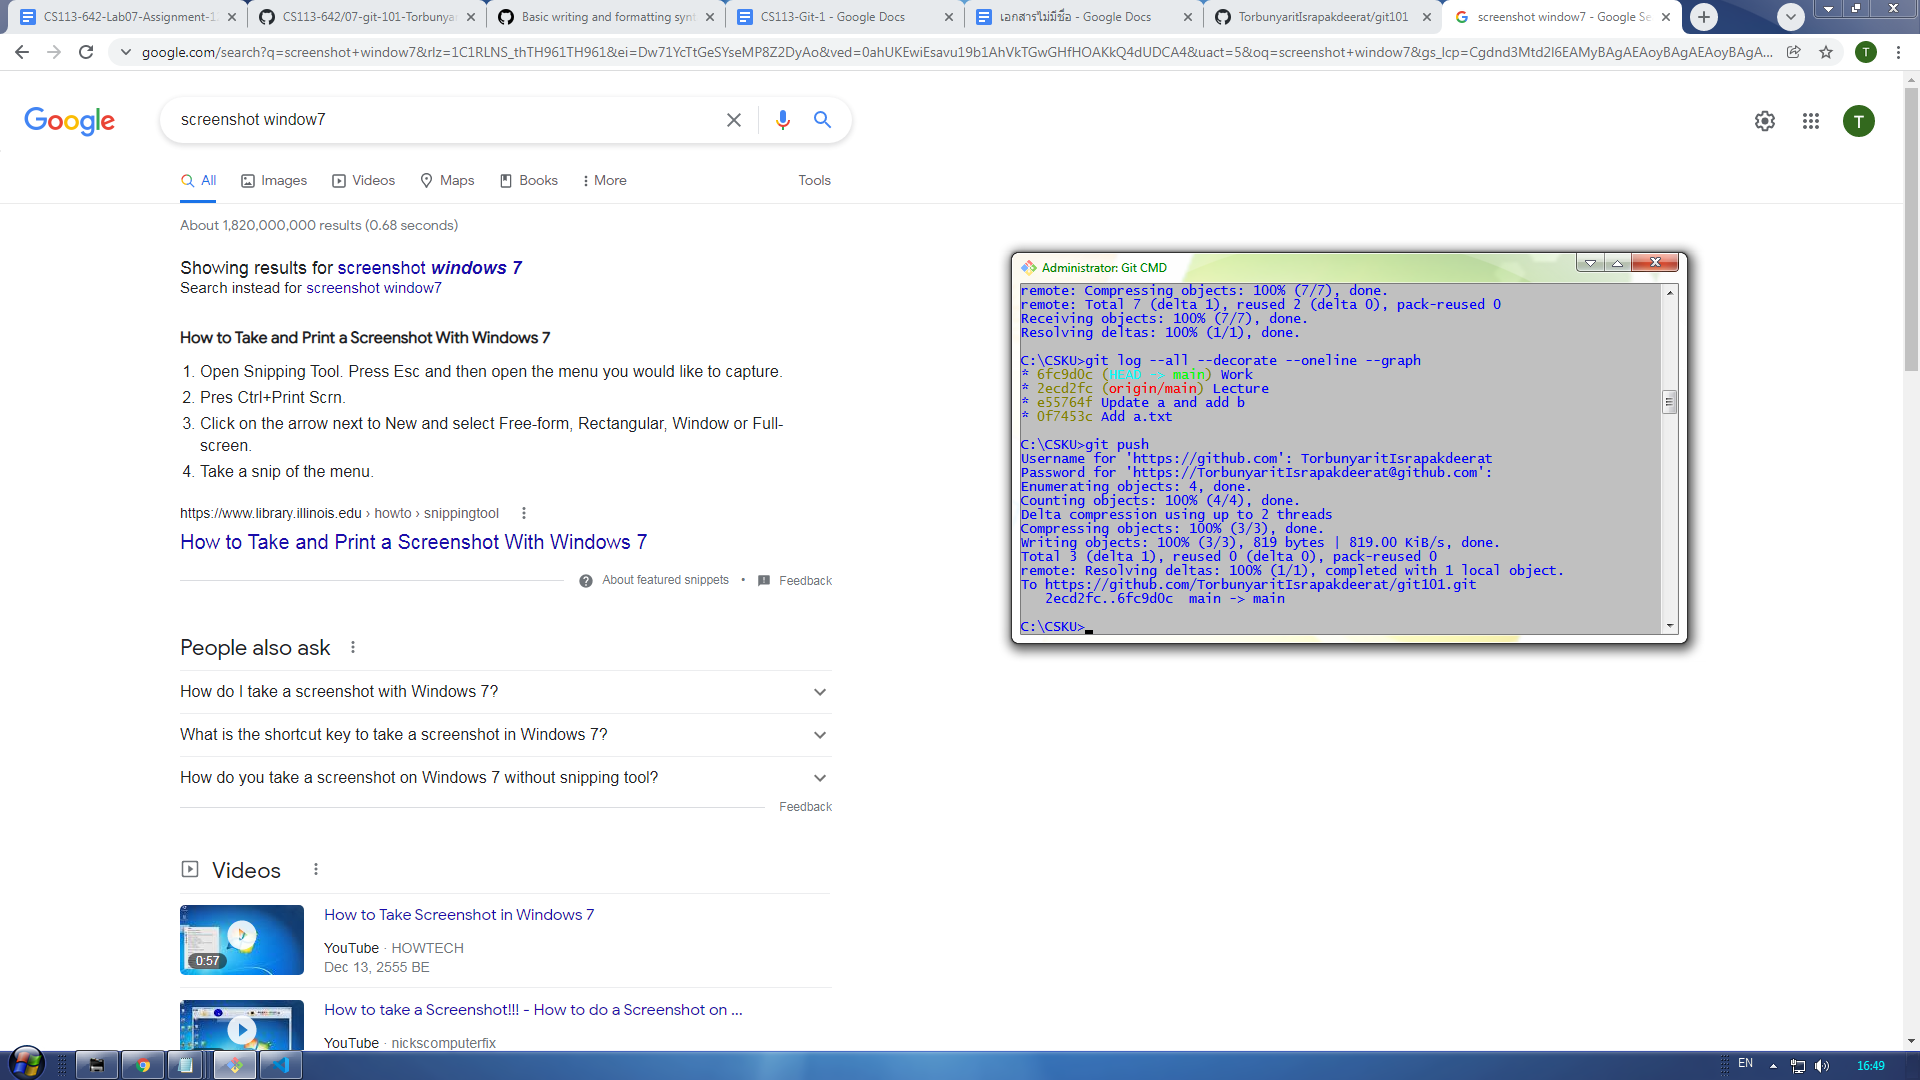 CS113-642-Lab07-Assignment-1.
CS113-642/07-git-101-Torbunyar
Basic writing and formatting synt
CS113-Git-1 - Google Docs
เอกสารไม่มีชื่อ - Google Docs
TorbunyaritIsrapakdeerat/git101
screenshot window7 - Google Se
google.com/search?q=screenshot+window7&rlz=1C1RLNS_thTH961TH961&ei=Dw71YcTtGeSYseMP8Z2DyAo&ved=0ahUKEwiEsavu19b1AhVkTGwGHfHOAKkQ4dUDCA4&uact=5&oq=screenshot+window7&gs_lcp=Cgdnd3Mtd2l6EAMyBAgAEAoyBAgAEAoyBAgA...
T
Google
screenshot window7
T
All
Images
Videos
Maps
Books
More
Tools
About 1,820,000,000 results (0.68 seconds)
Showing results for screenshot windows 7
Search instead for screenshot window7
How to Take and Print a Screenshot With Windows 7
1. Open Snipping Tool. Press Esc and then open the menu you would like to capture.
2. Pres Ctrl+Print Scrn.
3. Click on the arrow next to New and select Free-form, Rectangular, Window or Full-
screen.
4. Take a snip of the menu.
https://www.library.illinois.edu › howto › snippingtool
How to Take and Print a Screenshot With Windows 7
About featured snippets • Feedback
People also ask
How do I take a screenshot with Windows 7?
What is the shortcut key to take a screenshot in Windows 7?
How do you take a screenshot on Windows 7 without snipping tool?
Feedback
Videos
How to Take Screenshot in Windows 7
YouTube · HOWTECH
Dec 13, 2555 BE
0:57
How to take a Screenshot!!! - How to do a Screenshot on ...
YouTube · nickscomputerfix
Administrator: Git CMD
remote: Compressing objects: 100% (7/7), done.
remote: Total 7 (delta 1), reused 2 (delta 0), pack-reused 0
Receiving objects: 100% (7/7), done.
Resolving deltas: 100% (1/1), done.
C:\CSKU>git log --all --decorate --oneline --graph
* 6fc9d0c (HEAD -> main) Work
* 2ecd2fc (origin/main) Lecture
* e55764f Update a and add b
* 0f7453c Add a.txt
C:\CSKU>git push
Username for 'https://github.com': TorbunyaritIsrapakdeerat
Password for 'https://TorbunyaritIsrapakdeerat@github.com':
Enumerating objects: 4, done.
Counting objects: 100% (4/4), done.
Delta compression using up to 2 threads
Compressing objects: 100% (3/3), done.
Writing objects: 100% (3/3), 819 bytes | 819.00 KiB/s, done.
Total 3 (delta 1), reused 0 (delta 0), pack-reused 0
remote: Resolving deltas: 100% (1/1), completed with 1 local object.
To https://github.com/TorbunyaritIsrapakdeerat/git101.git
2ecd2fc..6fc9d0c main -> main
C:\CSKU>
EN
16:49